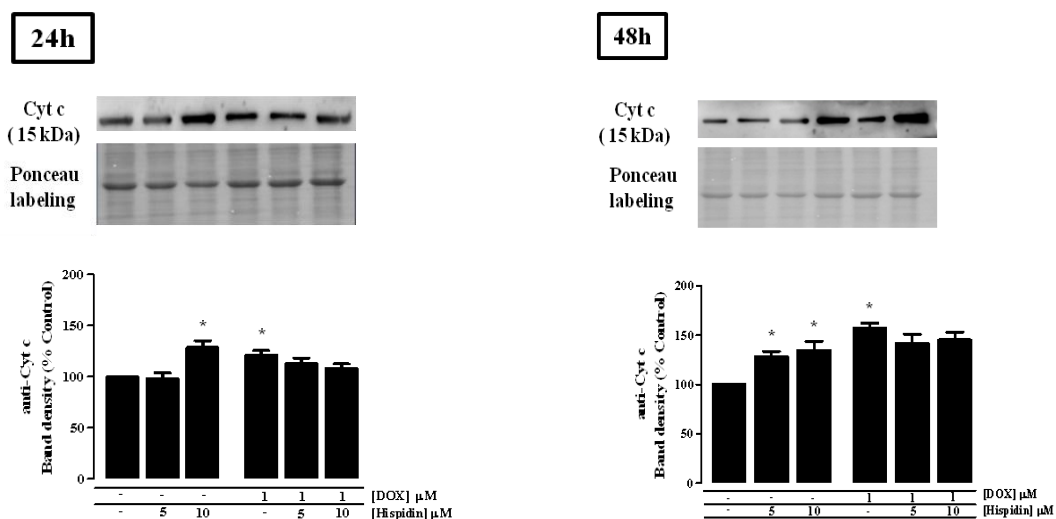 24h
Cyt c
(15 kDa)
Ponceau
labeling
anti-Cyt c
Band density (% Control)
200
150
100
50
0
*
*
- - - 1 1 1 [DOX] µM
- 5 10 - 5 10 [Hispidin] µM
48h
Cyt c
(15 kDa)
Ponceau
labeling
anti-Cyt c
Band density (% Control)
200
150
100
50
0
*
*
*
- - - 1 1 1 [DOX] µM
- 5 10 - 5 10 [Hispidin] µM